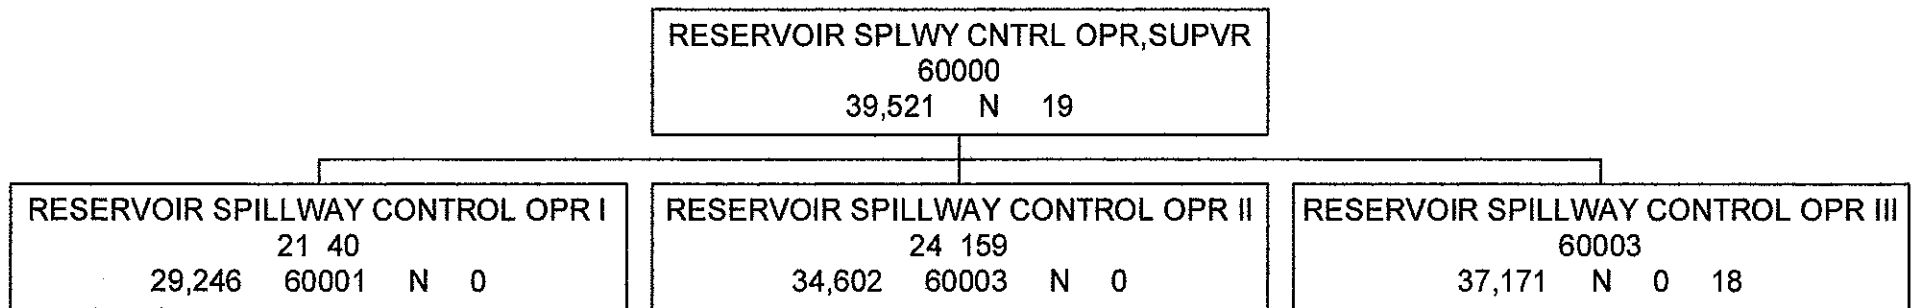 RESERVOIR SPLWY CNTRL OPR,SUPVR
60000
39,521 N 19
RESERVOIR SPILLWAY CONTROL OPR I
21 40
29,246 60001 N 0
RESERVOIR SPILLWAY CONTROL OPR II
24 159
34,602 60003 N 0
RESERVOIR SPILLWAY CONTROL OPR III
60003
37,171 N 0 18